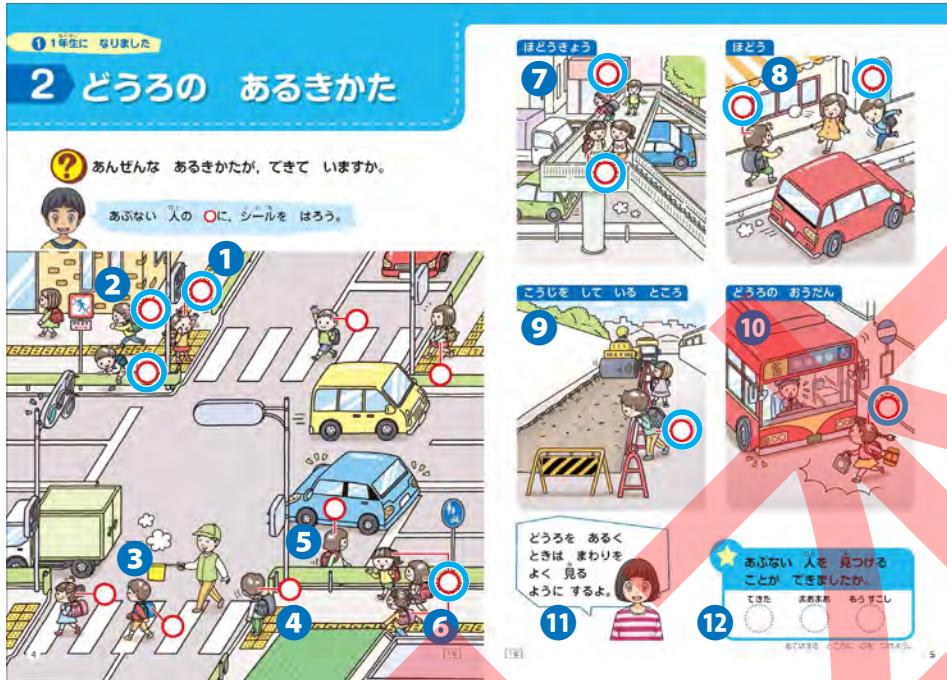 ❶ 1年生に なりました
2 どうろの あるきかた
? あんぜんな あるきかたが，できて いますか。
あぶない 人の ○に，シールを はろう。
1
2
3
4
5
6
4
1年
ほどうきょう
7
ほどう
8
こうじを して いる ところ
9
どうろの おうだん
10
どうろを あるく
ときは まわりを
よく 見る
ように するよ。
11
あぶない 人を 見つける
ことが できましたか。
できた まあまあ もうすこし
12
1年
5